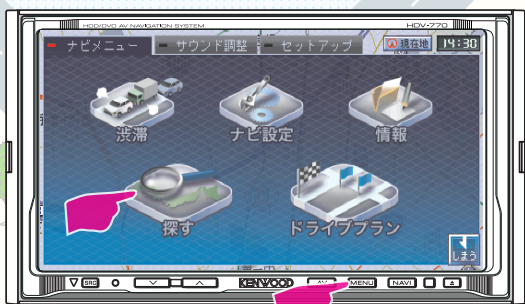 HDD/DVD AV NAVIGATION SYSTEM HDV-770
ナビメニュー サウンド調整 セットアップ 現在地 14:30
渋滞 ナビ設定 情報
探す ドライブプラン
しまう
SRC KENWOOD AV MENU NAVI